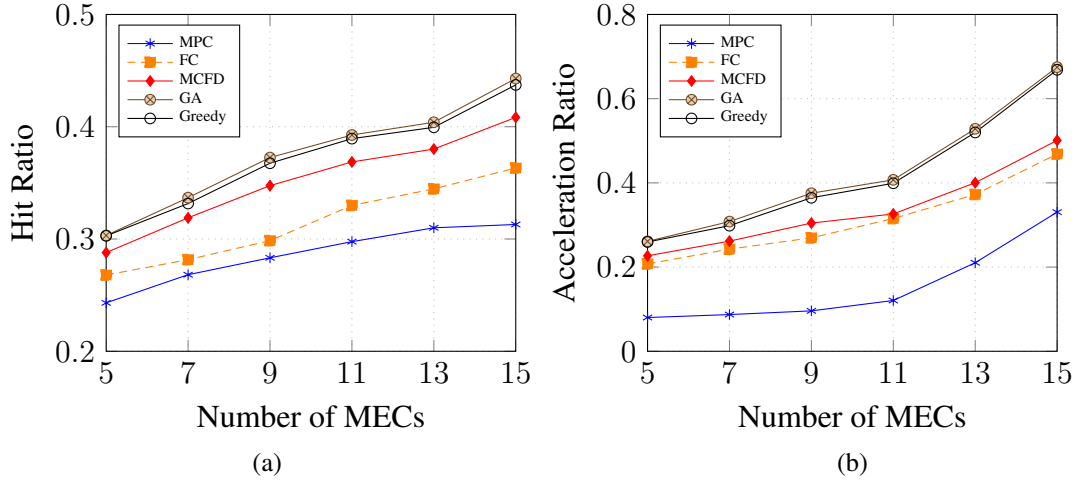 0.5
0.4
0.3
0.2
Hit Ratio
MPC
FC
MCFD
GA
Greedy
5 7 9 11 13 15
Number of MECs
(a)
0.8
0.6
0.4
0.2
0
Acceleration Ratio
MPC
FC
MCFD
GA
Greedy
5 7 9 11 13 15
Number of MECs
(b)